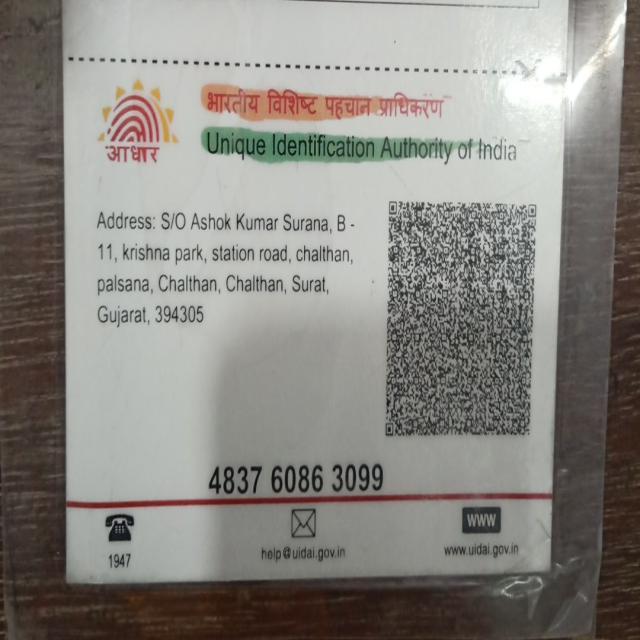 भारतीय विशिष्ट पहचान प्राधिकरण
आधार
Unique Identification Authority of India
Address: S/O Ashok Kumar Surana, B -
11, krishna park, station road, chalthan,
palsana, Chalthan, Chalthan, Surat,
Gujarat, 394305
4837 6086 3099
WWW
1947
help@uidai.gov.in
www.uidai.gov.in